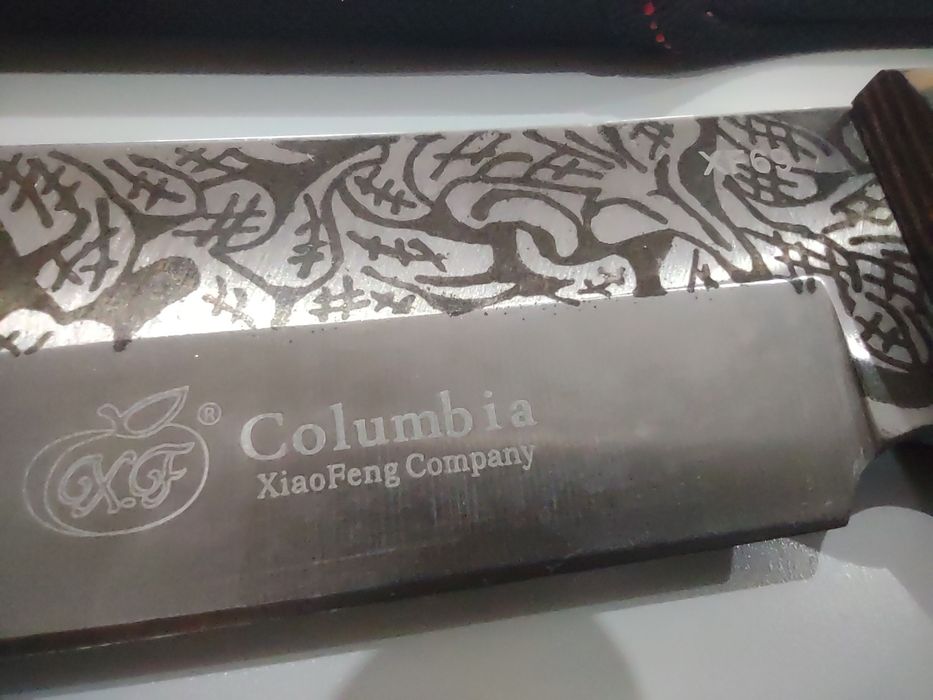 X.F
®
Columbia
XiaoFeng Company